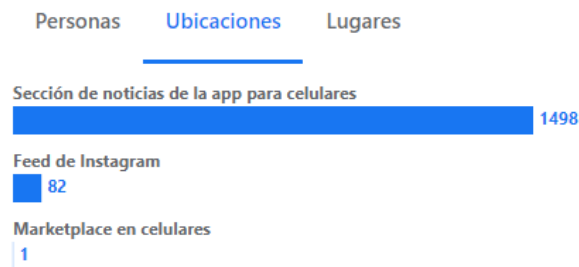 Personas Ubicaciones Lugares
Sección de noticias de la app para celulares
1498
Feed de Instagram
82
Marketplace en celulares
1